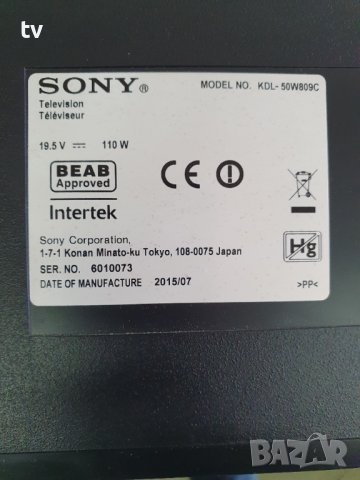 tv
SONY®
MODEL NO. KDL- 50W809C
Television
Téléviseur
19.5 V ⎓ 110 W
BEAB
Approved
Intertek
CE
Hg
Sony Corporation,
1-7-1 Konan Minato-ku Tokyo, 108-0075 Japan
SER. NO. 6010073
DATE OF MANUFACTURE 2015/07
>PP<
BAZAR